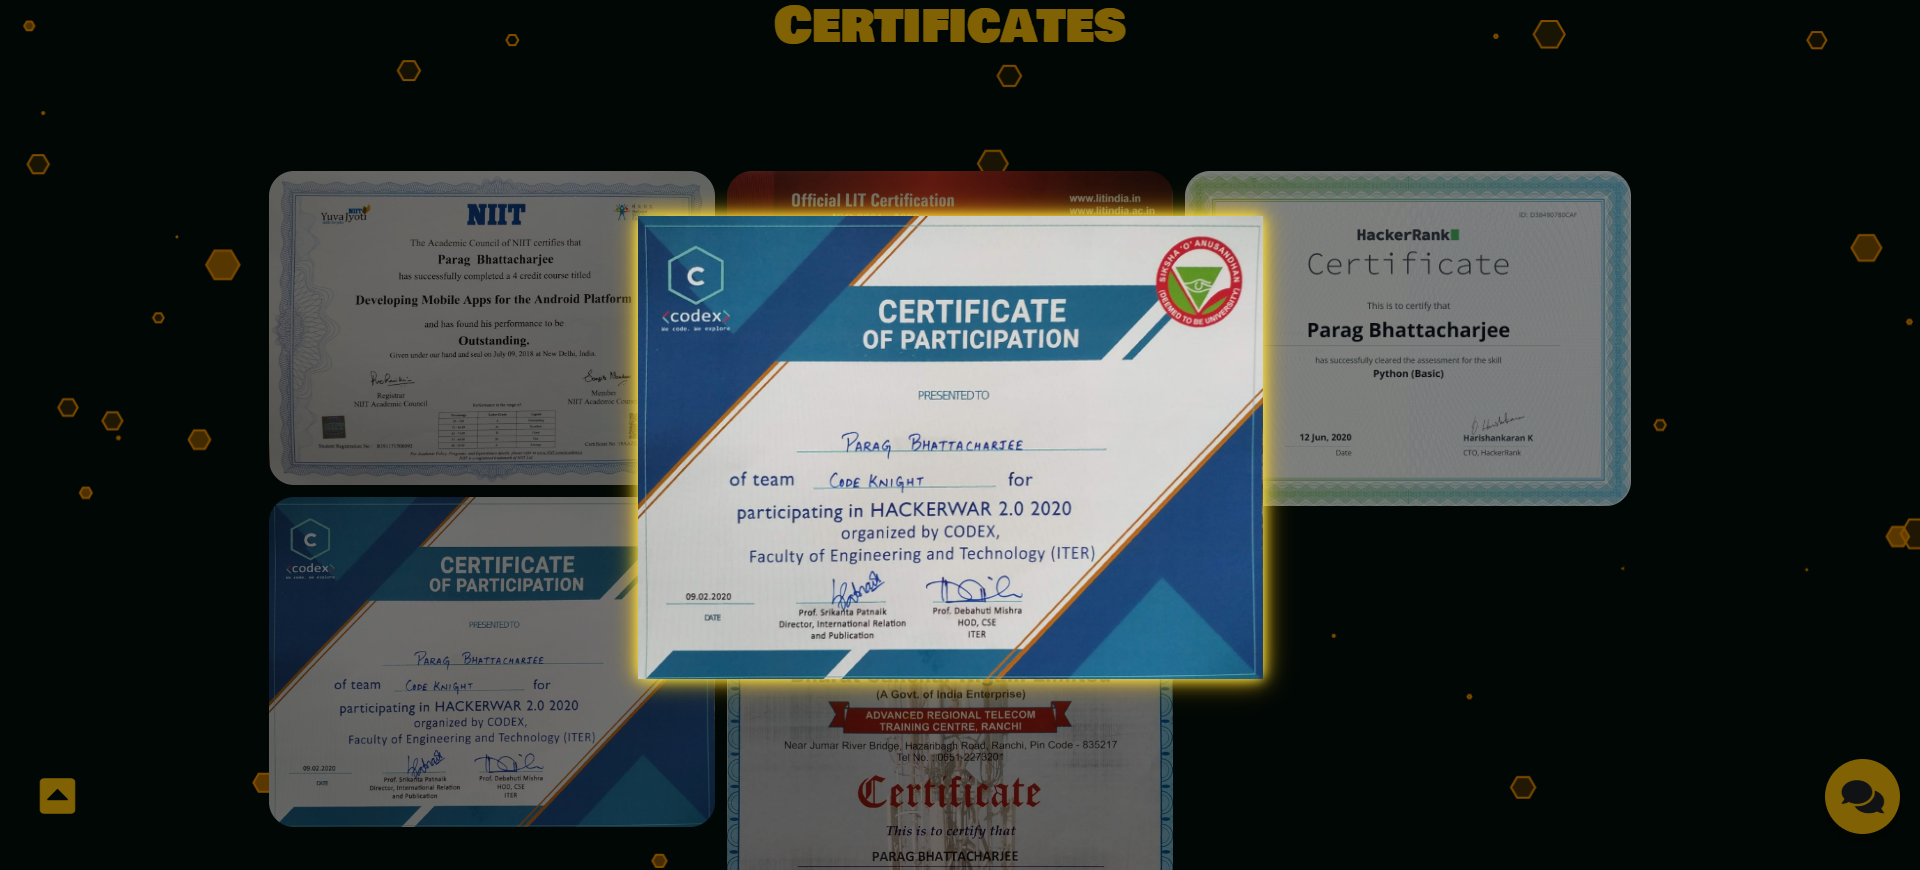 CERTIFICATES
NIIT
Yuva Jyoti
NIIT
The Academic Council of NIIT certifies that
Parag Bhattacharjee
has successfully completed a 4 credit course titled
Developing Mobile Apps for the Android Platform
and has found his performance to be
Outstanding.
Given under our hand and seal on July 09, 2018 at New Delhi, India.
Registrar
NIIT Academic Council
Member
NIIT Academic Counc
Official LIT Certification
www.litindia.in
www.litindia.ac.in
ID: D38490780CAF
HackerRank
Certificate
This is to certify that
Parag Bhattacharjee
has successfully cleared the assessment for the skill
Python (Basic)
12 Jun, 2020
Date
Harishankaran K
CTO, HackerRank
C
<codex>
We code. We explore
SIKSHA 'O' ANUSANDHAN
(DEEMED TO BE UNIVERSITY)
CERTIFICATE
OF PARTICIPATION
PRESENTED TO
PARAG BHATTACHARJEE
of team CODE KNIGHT for
participating in HACKERWAR 2.0 2020
organized by CODEX,
Faculty of Engineering and Technology (ITER)
09.02.2020
DATE
Prof. Srikanta Patnaik
Director, International Relation
and Publication
Prof. Debahuti Mishra
HOD, CSE
ITER
C
<codex>
We code. We explore
CERTIFICATE
OF PARTICIPATION
PRESENTED TO
PARAG BHATTACHARJEE
of team CODE KNIGHT for
participating in HACKERWAR 2.0 2020
organized by CODEX,
Faculty of Engineering and Technology (ITER)
09.02.2020
DATE
Prof. Srikanta Patnaik
Director, International Relation
and Publication
Prof. Debahuti Mishra
HOD, CSE
ITER
(A Govt. of India Enterprise)
ADVANCED REGIONAL TELECOM
TRAINING CENTRE, RANCHI
Near Jumar River Bridge, Hazaribagh Road, Ranchi, Pin Code - 835217
Tel No. : 0651-2273201
Certificate
This is to certify that
PARAG BHATTACHARJEE